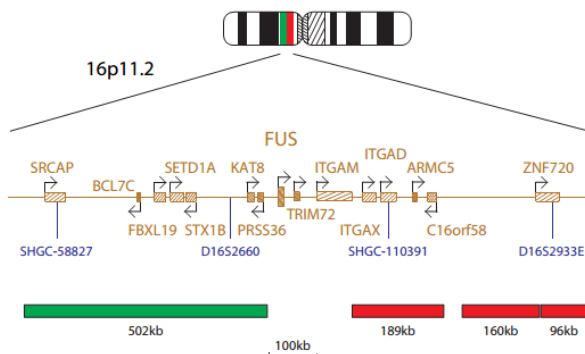 16p11.2
FUS
ITGAD
SRCAP SETD1A KAT8 ITGAM ARMC5 ZNF720
BCL7C
TRIM72
FBXL19 STX1B PRSS36 ITGAX C16orf58
SHGC-58827 D16S2660 SHGC-110391 D16S2933E
502kb 189kb 160kb 96kb
100kb